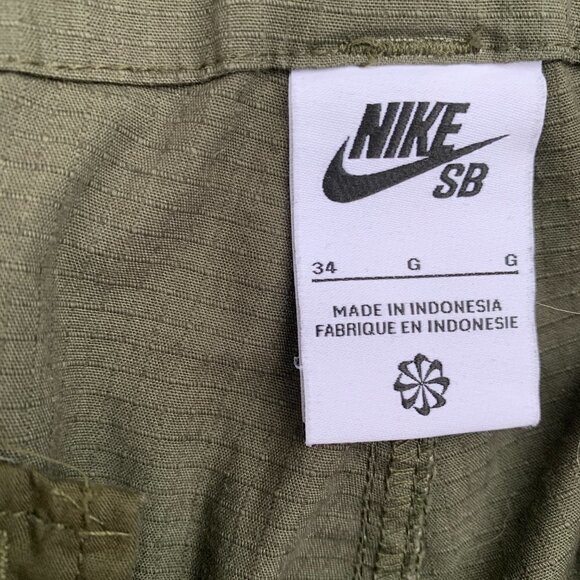 NIKE
SB
34 G G
MADE IN INDONESIA
FABRIQUE EN INDONESIE